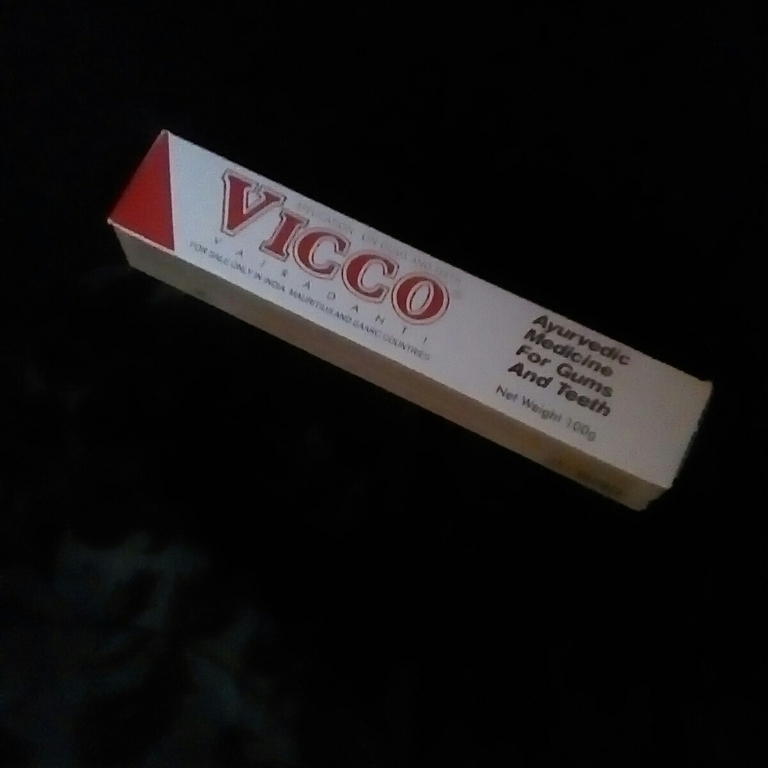 VICCO
VAJRADANTI
FOR SALE ONLY IN INDIA, MAURITIUS AND SAARC COUNTRIES
Ayurvedic
Medicine
For Gums
And Teeth
Net Weight 100g